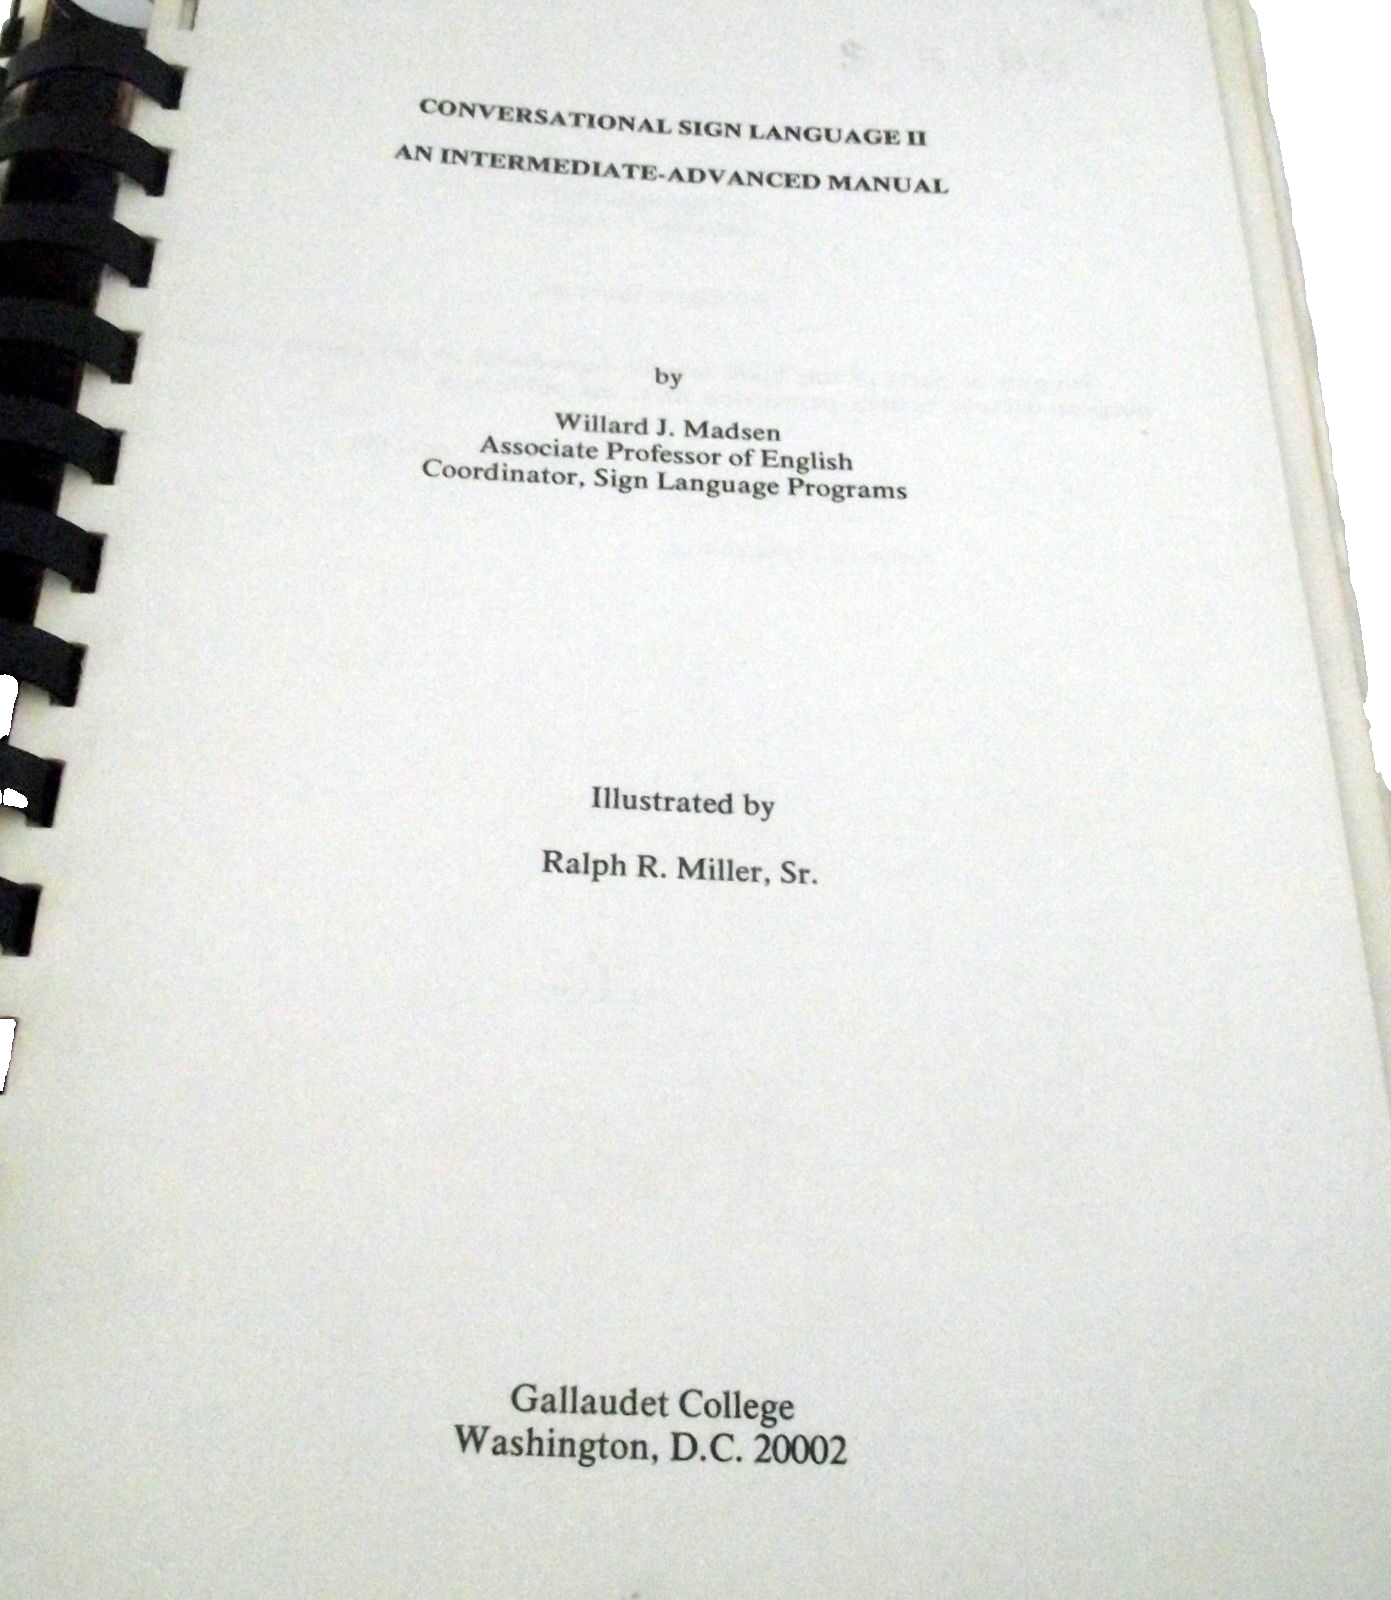 CONVERSATIONAL SIGN LANGUAGE II
AN INTERMEDIATE-ADVANCED MANUAL
by
Willard J. Madsen
Associate Professor of English
Coordinator, Sign Language Programs
Illustrated by
Ralph R. Miller, Sr.
Gallaudet College
Washington, D.C. 20002